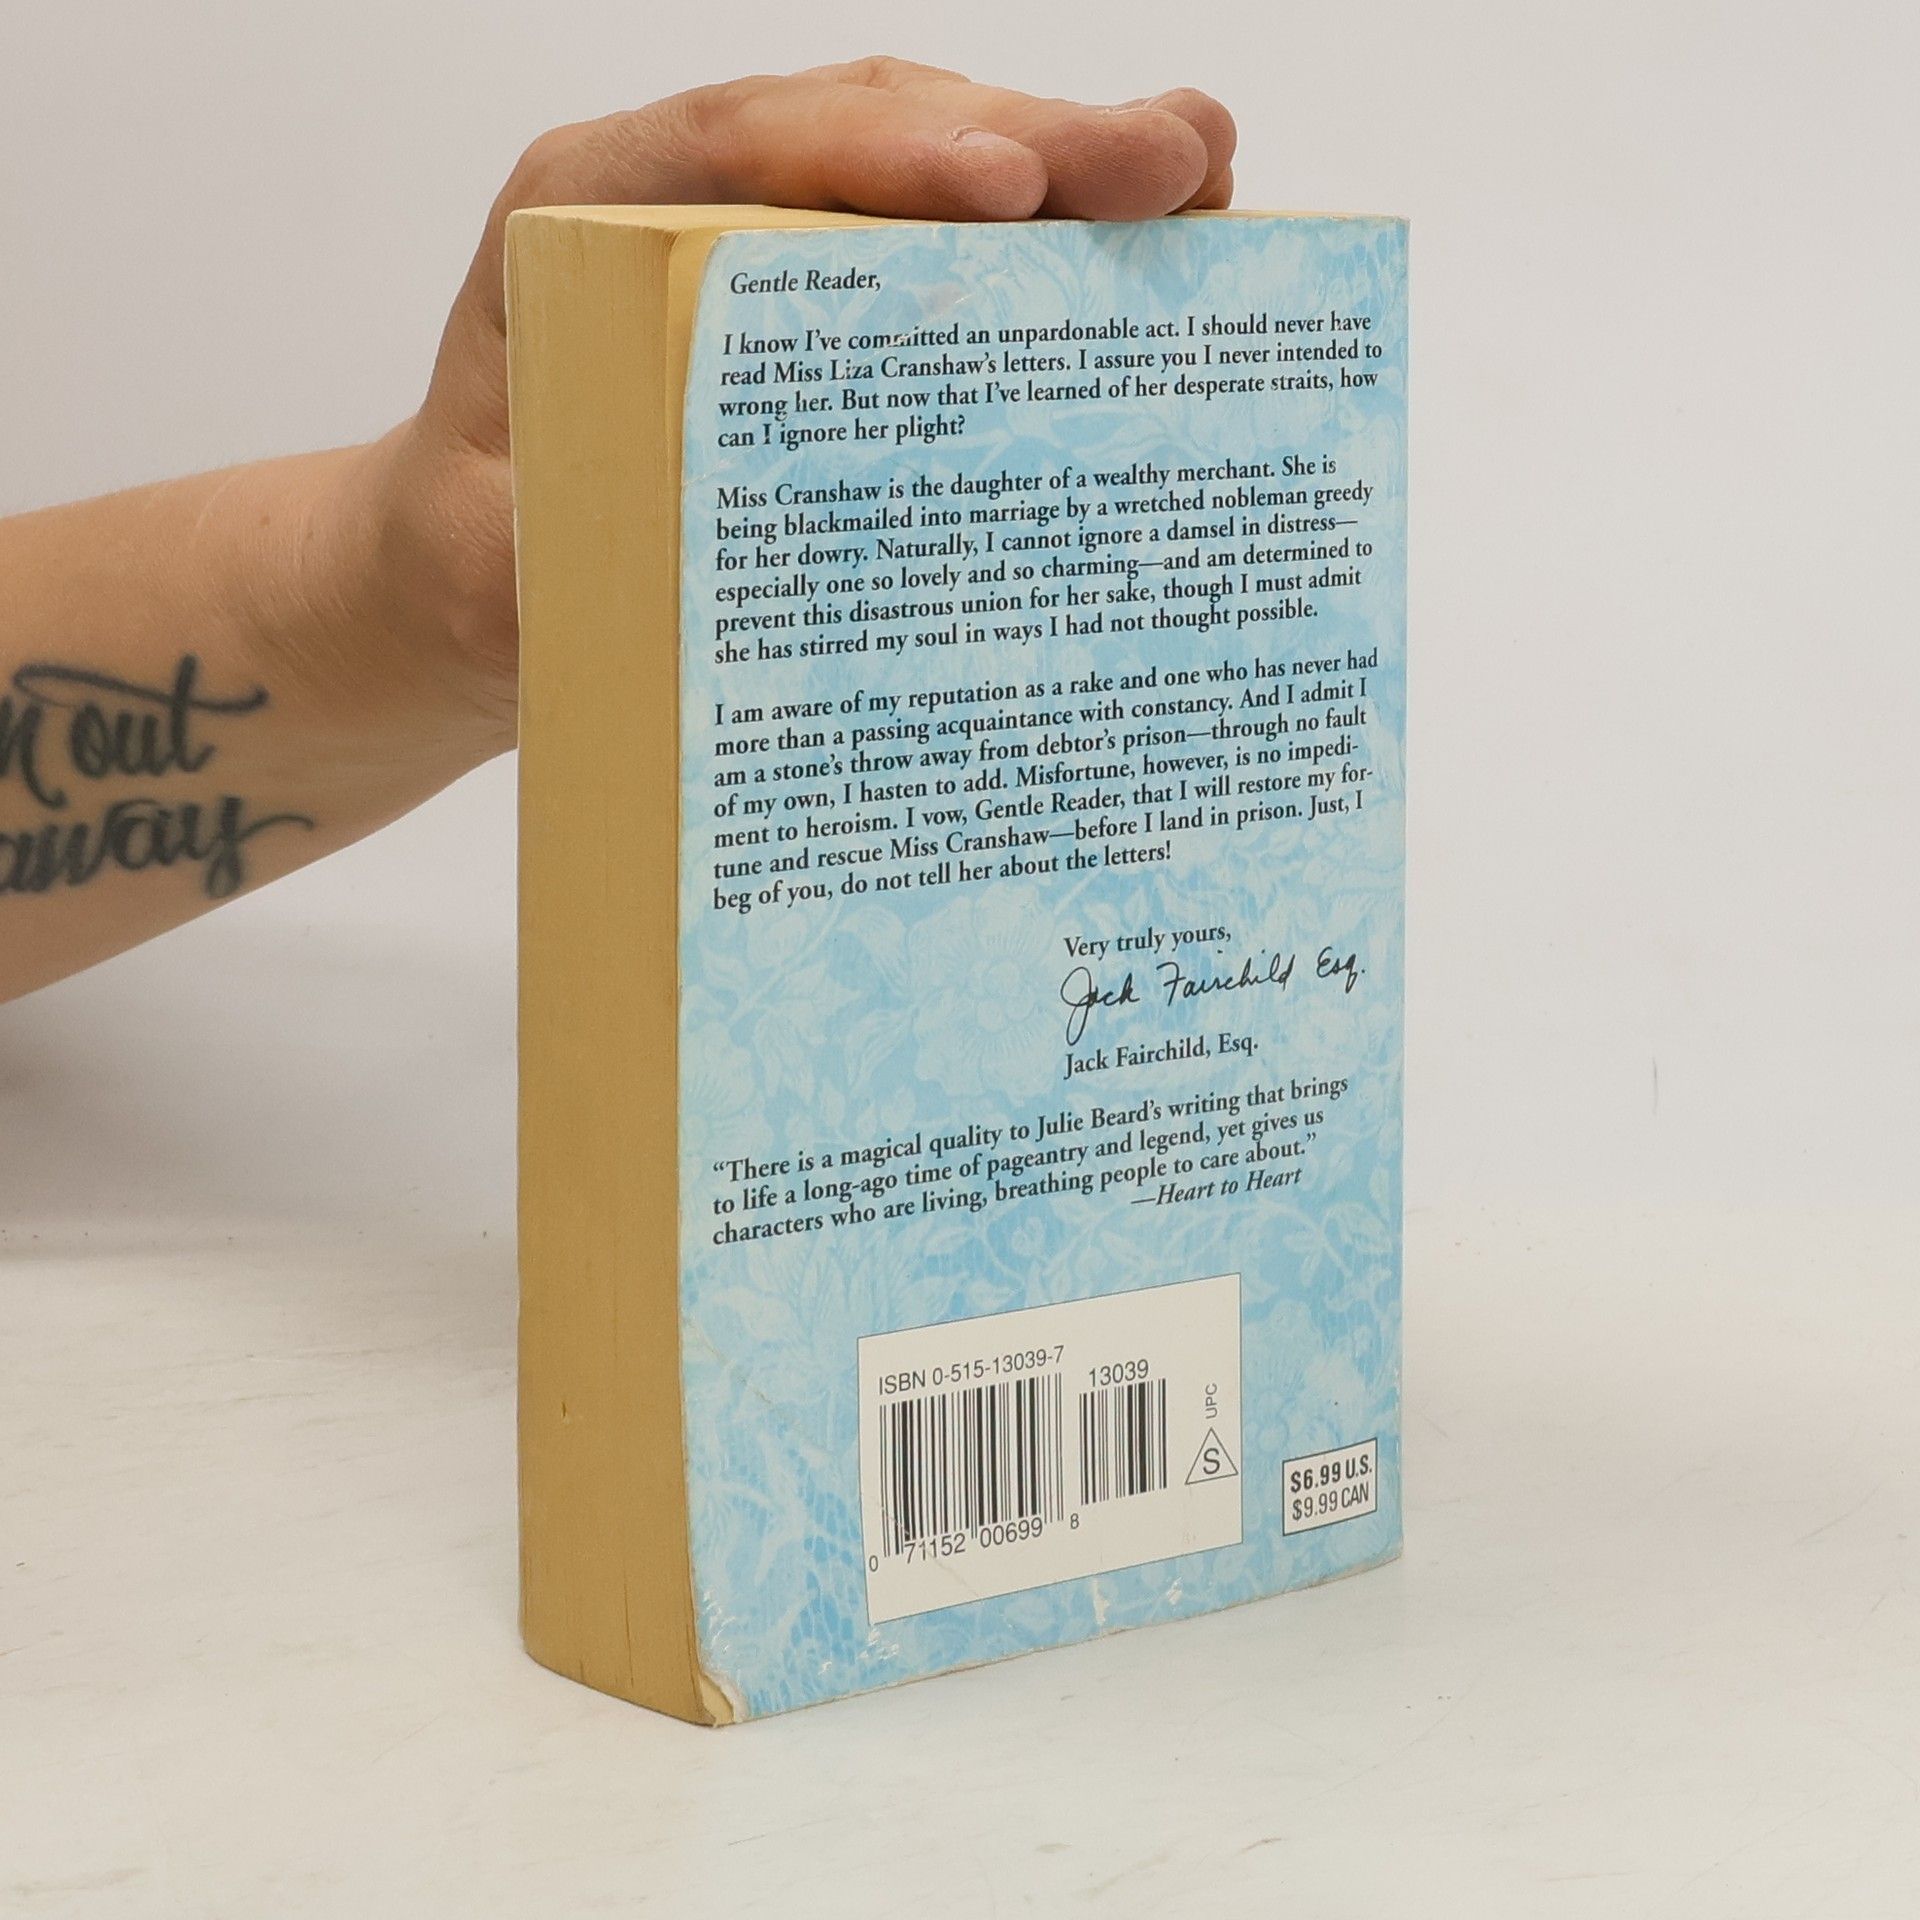 n out
away
Gentle Reader,
I know I've committed an unpardonable act. I should never have
read Miss Liza Cranshaw's letters. I assure you I never intended to
wrong her. But now that I've learned of her desperate straits, how
can I ignore her plight?
Miss Cranshaw is the daughter of a wealthy merchant. She is
being blackmailed into marriage by a wretched nobleman greedy
for her dowry. Naturally, I cannot ignore a damsel in distress—
especially one so lovely and so charming—and am determined to
prevent this disastrous union for her sake, though I must admit
she has stirred my soul in ways I had not thought possible.
I am aware of my reputation as a rake and one who has never had
more than a passing acquaintance with constancy. And I admit I
am a stone's throw away from debtor's prison—through no fault
of my own, I hasten to add. Misfortune, however, is no impedi-
ment to heroism. I vow, Gentle Reader, that I will restore my for-
tune and rescue Miss Cranshaw—before I land in prison. Just, I
beg of you, do not tell her about the letters!
Very truly yours,
Jack Fairchild Esq.
Jack Fairchild, Esq.
“There is a magical quality to Julie Beard's writing that brings
to life a long-ago time of pageantry and legend, yet gives us
characters who are living, breathing people to care about.”
—Heart to Heart
ISBN 0-515-13039-7
13039
UPC
S
0 71152 00699 8
$6.99 U.S.
$9.99 CAN